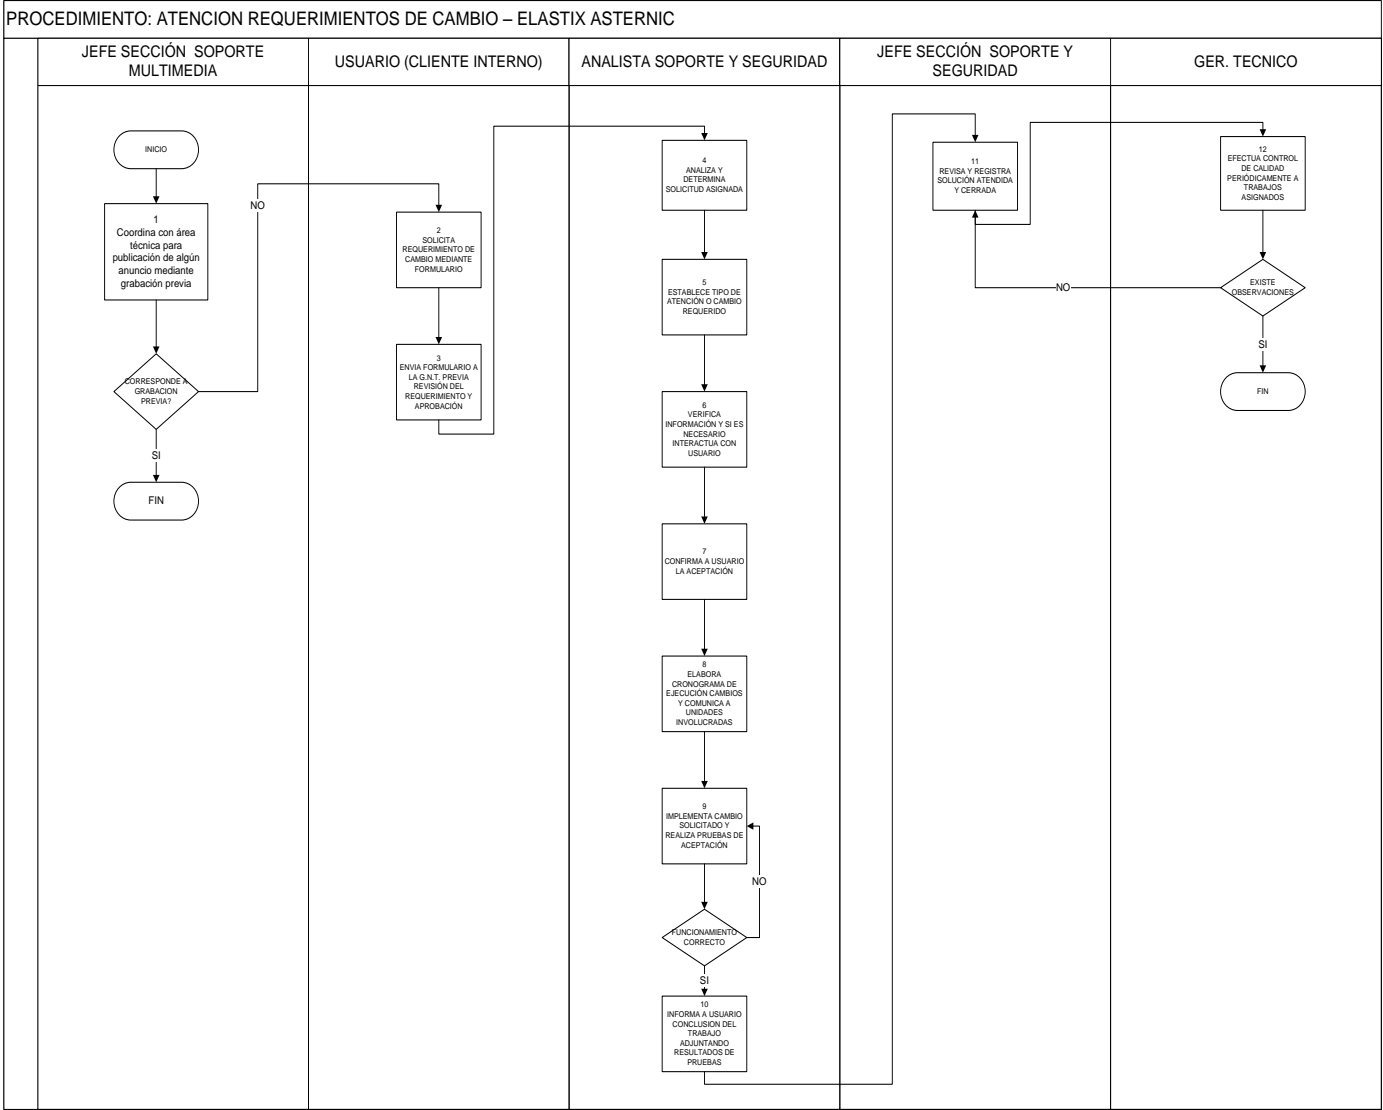 PROCEDIMIENTO: ATENCION REQUERIMIENTOS DE CAMBIO – ELASTIX ASTERNIC
JEFE SECCIÓN SOPORTE
MULTIMEDIA
USUARIO (CLIENTE INTERNO)
ANALISTA SOPORTE Y SEGURIDAD
JEFE SECCIÓN SOPORTE Y
SEGURIDAD
GER. TECNICO
INICIO
1
Coordina con área
técnica para
publicación de algún
anuncio mediante
grabación previa
CORRESPONDE A
GRABACION
PREVIA?
NO
SI
FIN
2
SOLICITA
REQUERIMIENTO DE
CAMBIO MEDIANTE
FORMULARIO
3
ENVIA FORMULARIO A
LA G.N.T. PREVIA
REVISIÓN DEL
REQUERIMIENTO Y
APROBACIÓN
4
ANALIZA Y
DETERMINA
SOLICITUD ASIGNADA
5
ESTABLECE TIPO DE
ATENCIÓN O CAMBIO
REQUERIDO
6
VERIFICA
INFORMACIÓN Y SI ES
NECESARIO
INTERACTUA CON
USUARIO
7
CONFIRMA A USUARIO
LA ACEPTACIÓN
8
ELABORA
CRONOGRAMA DE
EJECUCIÓN CAMBIOS
Y COMUNICA A
UNIDADES
INVOLUCRADAS
9
IMPLEMENTA CAMBIO
SOLICITADO Y
REALIZA PRUEBAS DE
ACEPTACIÓN
NO
FUNCIONAMIENTO
CORRECTO
SI
10
INFORMA A USUARIO
CONCLUSION DEL
TRABAJO
ADJUNTANDO
RESULTADOS DE
PRUEBAS
11
REVISA Y REGISTRA
SOLUCIÓN ATENDIDA
Y CERRADA
12
EFECTUA CONTROL
DE CALIDAD
PERIÓDICAMENTE A
TRABAJOS
ASIGNADOS
EXISTE
OBSERVACIONES
NO
SI
FIN